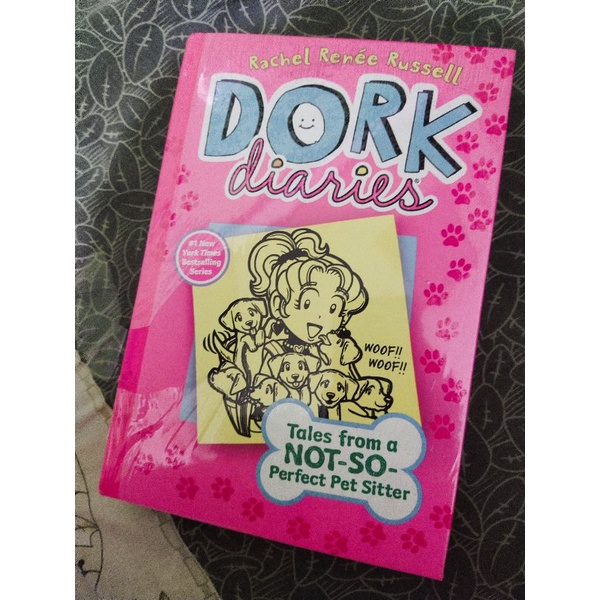 Rachel Renée Russell
DORK
diaries®
#1 New
York Times
Bestselling
Series
WOOF!!
WOOF!!
Tales from a
NOT-SO-
Perfect Pet Sitter